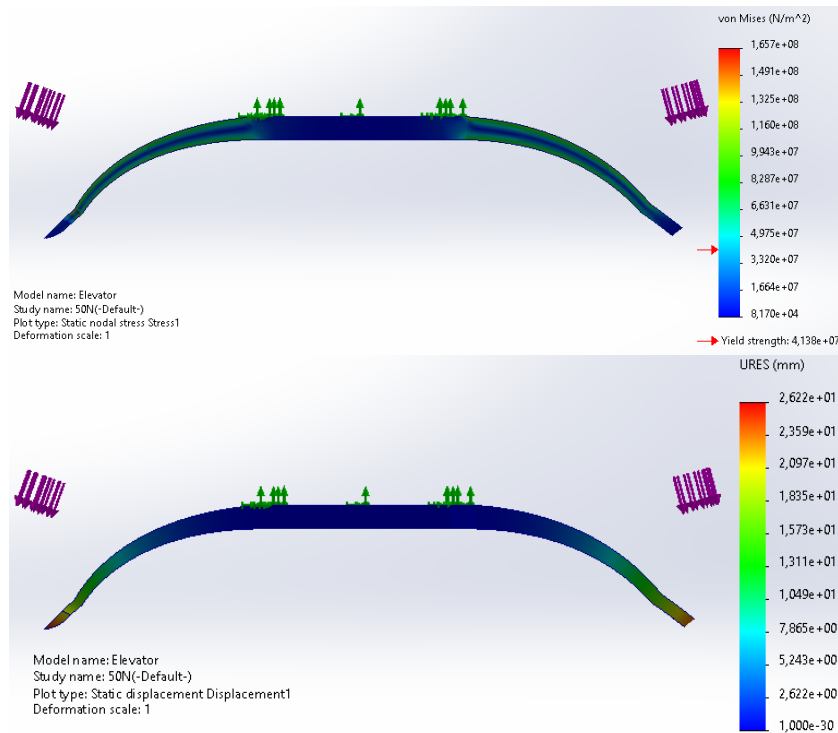 von Mises (N/m^2)
1,657e+08
1,491e+08
1,325e+08
1,160e+08
9,943e+07
8,287e+07
6,631e+07
4,975e+07
3,320e+07
1,664e+07
8,170e+04
Yield strength: 4,138e+07
Model name: Elevator
Study name: 50N(-Default-)
Plot type: Static nodal stress Stress1
Deformation scale: 1
URES (mm)
2,622e+01
2,359e+01
2,097e+01
1,835e+01
1,573e+01
1,311e+01
1,049e+01
7,865e+00
5,243e+00
2,622e+00
1,000e-30
Model name: Elevator
Study name: 50N(-Default-)
Plot type: Static displacement Displacement1
Deformation scale: 1